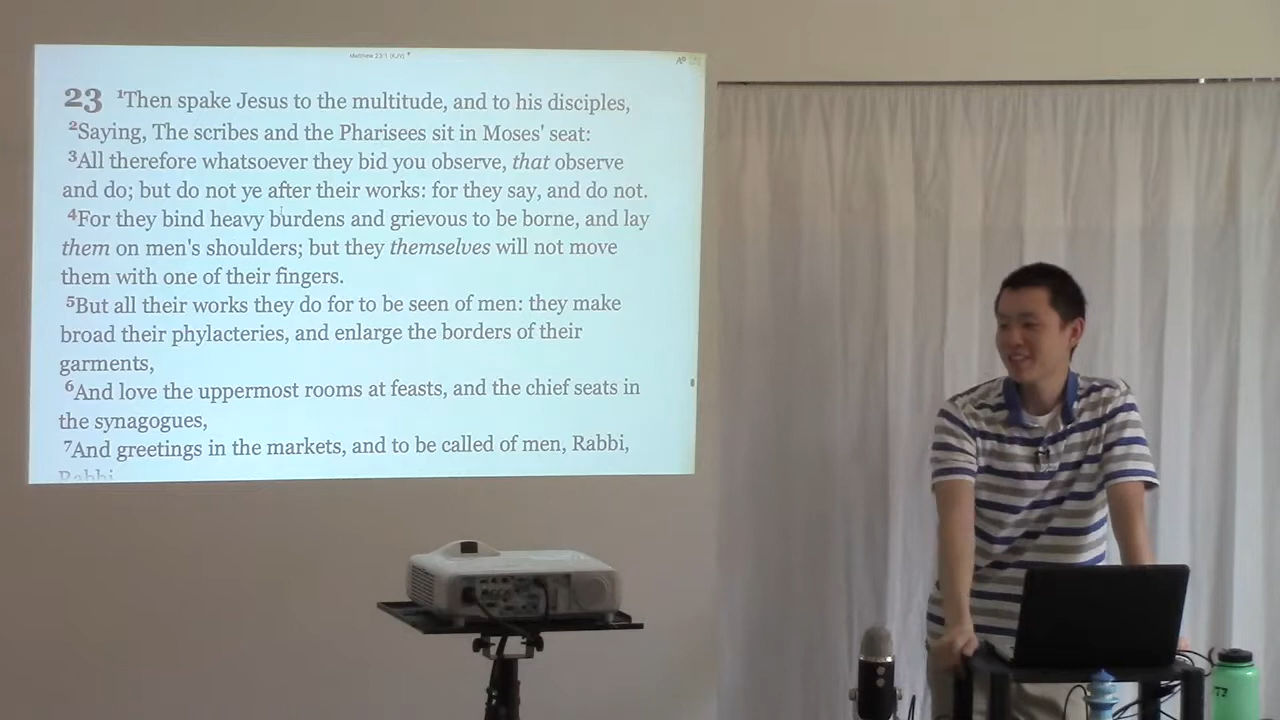 Matthew 23:1 (KJV)
23 1Then spake Jesus to the multitude, and to his disciples,
2Saying, The scribes and the Pharisees sit in Moses' seat:
3All therefore whatsoever they bid you observe, that observe
and do; but do not ye after their works: for they say, and do not.
4For they bind heavy burdens and grievous to be borne, and lay
them on men's shoulders; but they themselves will not move
them with one of their fingers.
5But all their works they do for to be seen of men: they make
broad their phylacteries, and enlarge the borders of their
garments,
6And love the uppermost rooms at feasts, and the chief seats in
the synagogues,
7And greetings in the markets, and to be called of men, Rabbi,
Rabbi